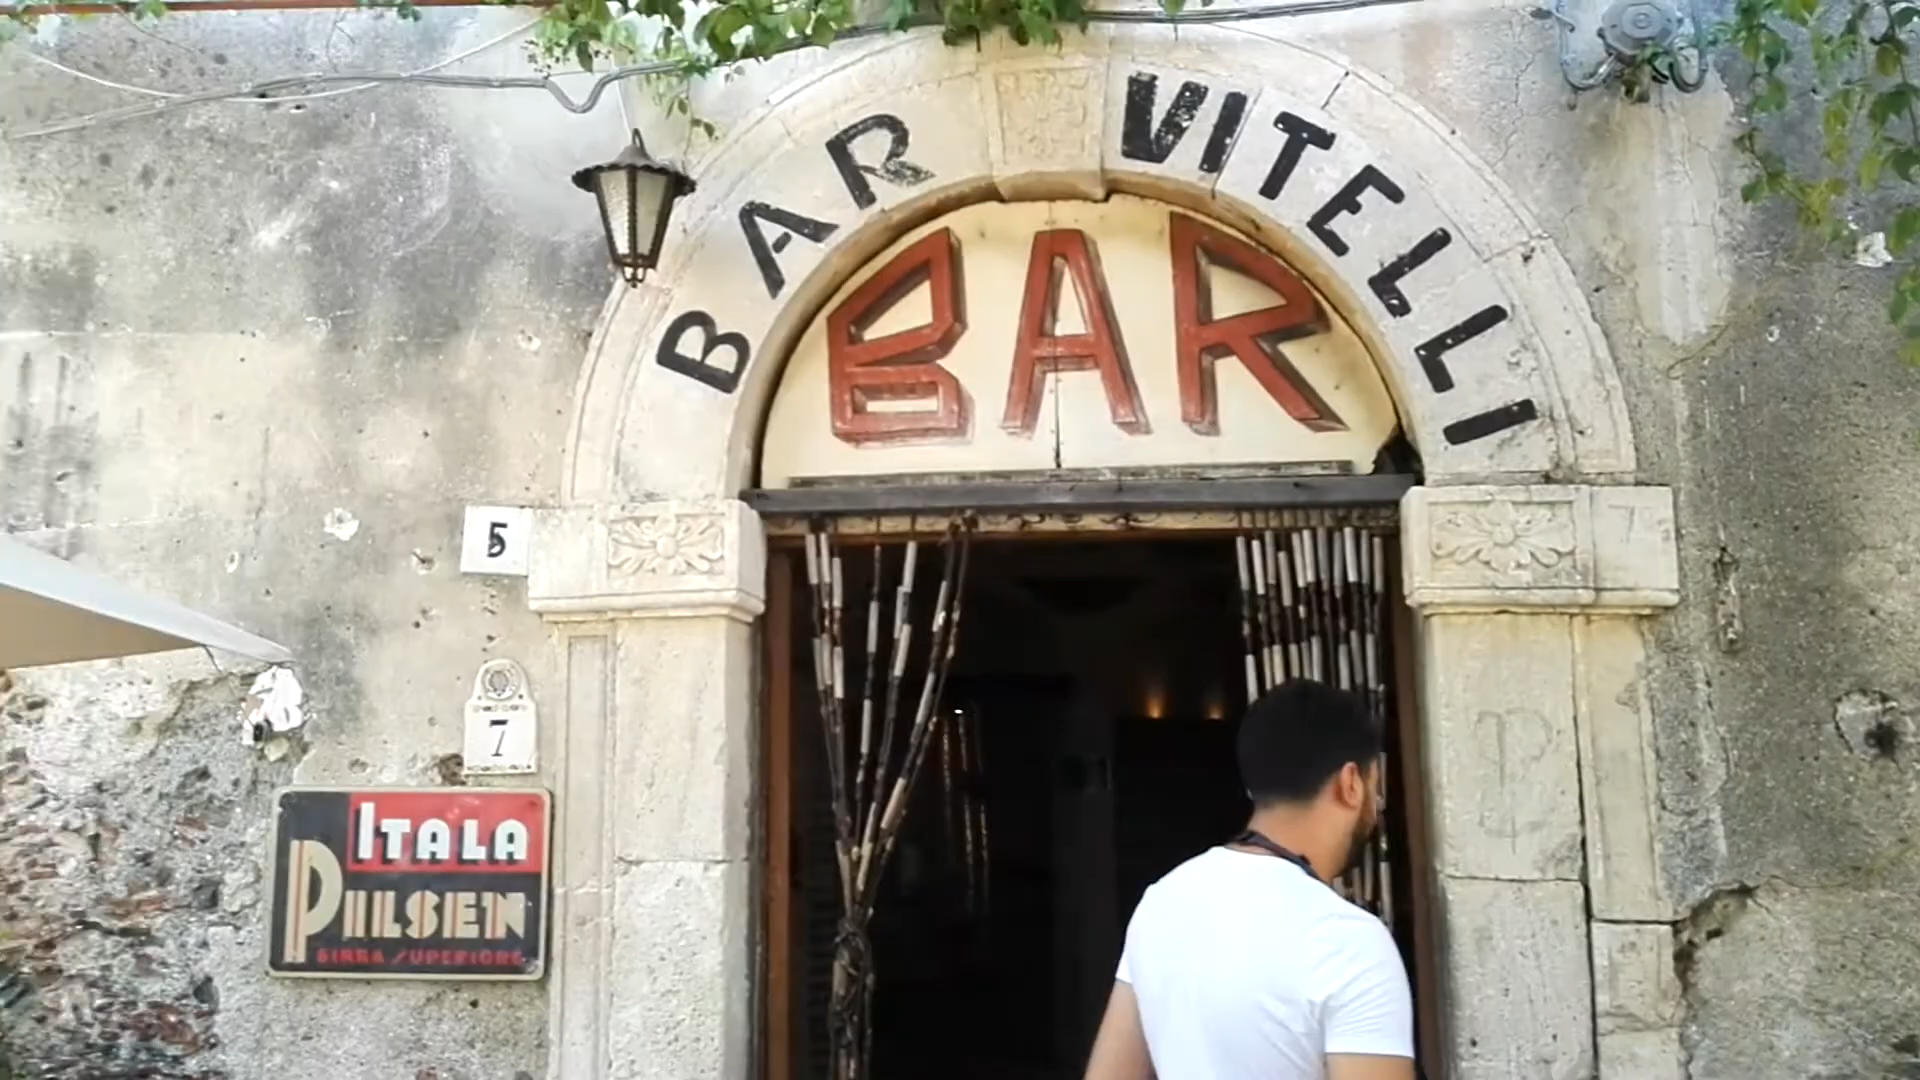 BAR VITELLI
BAR
5
7
ITALA
PILSEN
BIRRA SUPERIORE